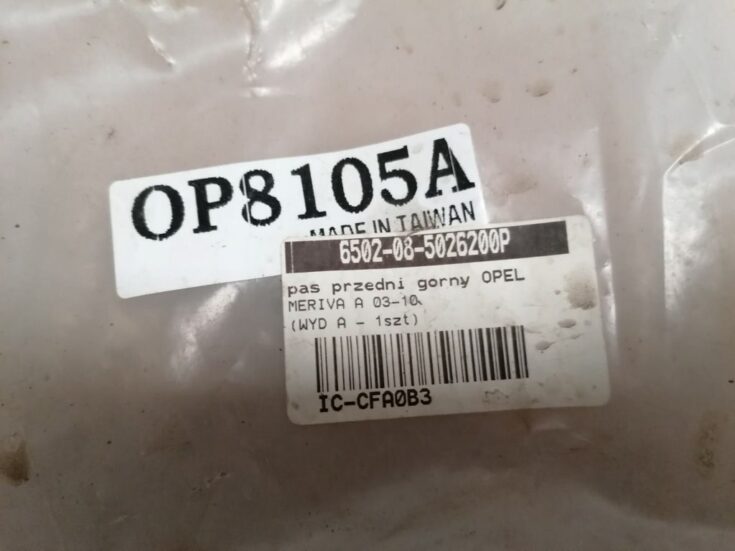 OP8105A
MADE IN TAIWAN
6502-08-5026200P
pas przedni gorny OPEL
MERIVA A 03-10
(WYD A - 1szt)
IC-CFA0B3